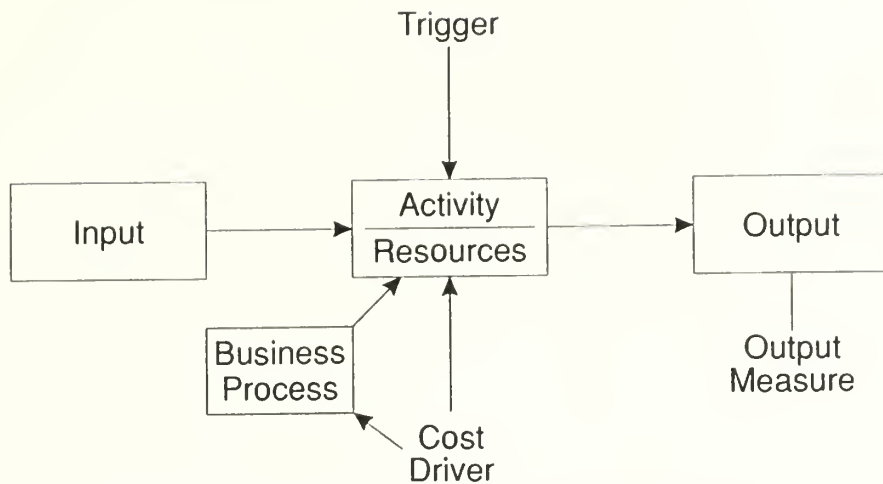 Trigger
Input
Activity
Resources
Output
Business
Process
Output
Measure
Cost
Driver